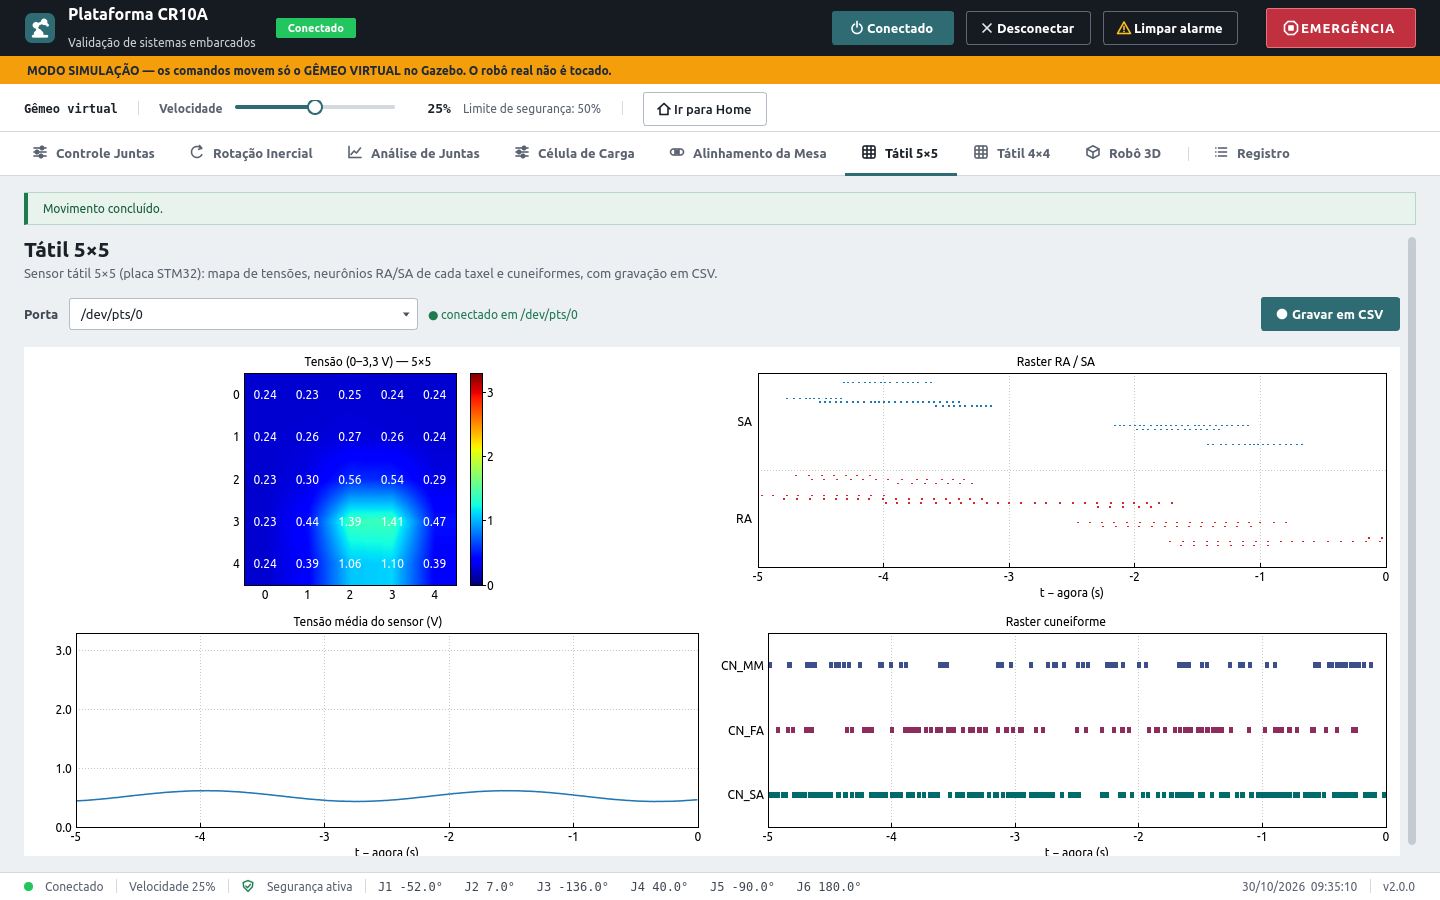 Plataforma CR10A
Validação de sistemas embarcados
Conectado
Conectado
Desconectar
Limpar alarme
EMERGÊNCIA
MODO SIMULAÇÃO — os comandos movem só o GÊMEO VIRTUAL no Gazebo. O robô real não é tocado.
Gêmeo virtual
Velocidade
25%
Limite de segurança: 50%
Ir para Home
Controle Juntas
Rotação Inercial
Análise de Juntas
Célula de Carga
Alinhamento da Mesa
Tátil 5×5
Tátil 4×4
Robô 3D
Registro
Movimento concluído.
Tátil 5×5
Sensor tátil 5×5 (placa STM32): mapa de tensões, neurônios RA/SA de cada taxel e cuneiformes, com gravação em CSV.
Porta
/dev/pts/0
conectado em /dev/pts/0
Gravar em CSV
Tensão (0–3,3 V) — 5×5
0 0.24 0.23 0.25 0.24 0.24
1 0.24 0.26 0.27 0.26 0.24
2 0.23 0.30 0.56 0.54 0.29
3 0.23 0.44 1.39 1.41 0.47
4 0.24 0.39 1.06 1.10 0.39
0 1 2 3 4
3
2
1
0
Raster RA / SA
SA
RA
-5 -4 -3 -2 -1 0
t − agora (s)
Tensão média do sensor (V)
3.0
2.0
1.0
0.0
-5 -4 -3 -2 -1 0
t − agora (s)
Raster cuneiforme
CN_MM
CN_FA
CN_SA
-5 -4 -3 -2 -1 0
t − agora (s)
Conectado
Velocidade 25%
Segurança ativa
J1 -52.0° J2 7.0° J3 -136.0° J4 40.0° J5 -90.0° J6 180.0°
30/10/2026 09:35:10
v2.0.0